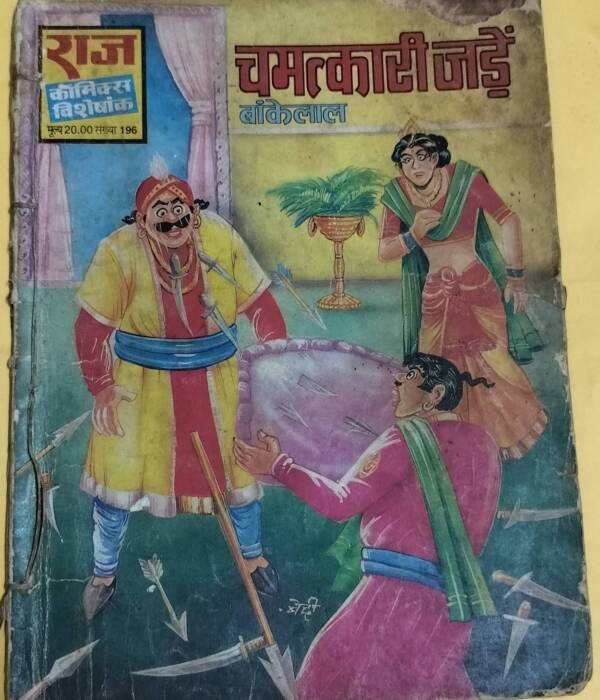 राज
कॉमिक्स
विशेषांक
मूल्य 20.00 संख्या 196
चमत्कारी जड़ें
बांकेलाल
बेदी